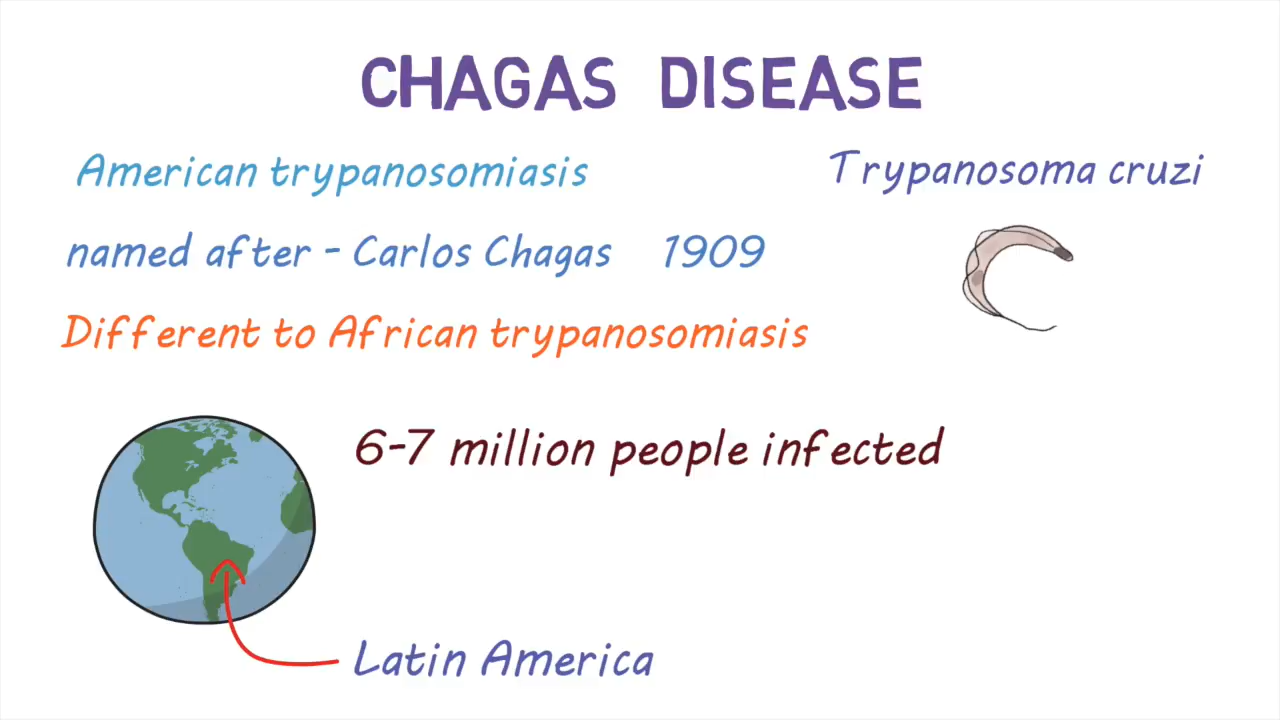 CHAGAS DISEASE
American trypanosomiasis
Trypanosoma cruzi
named after - Carlos Chagas 1909
Different to African trypanosomiasis
6-7 million people infected
Latin America